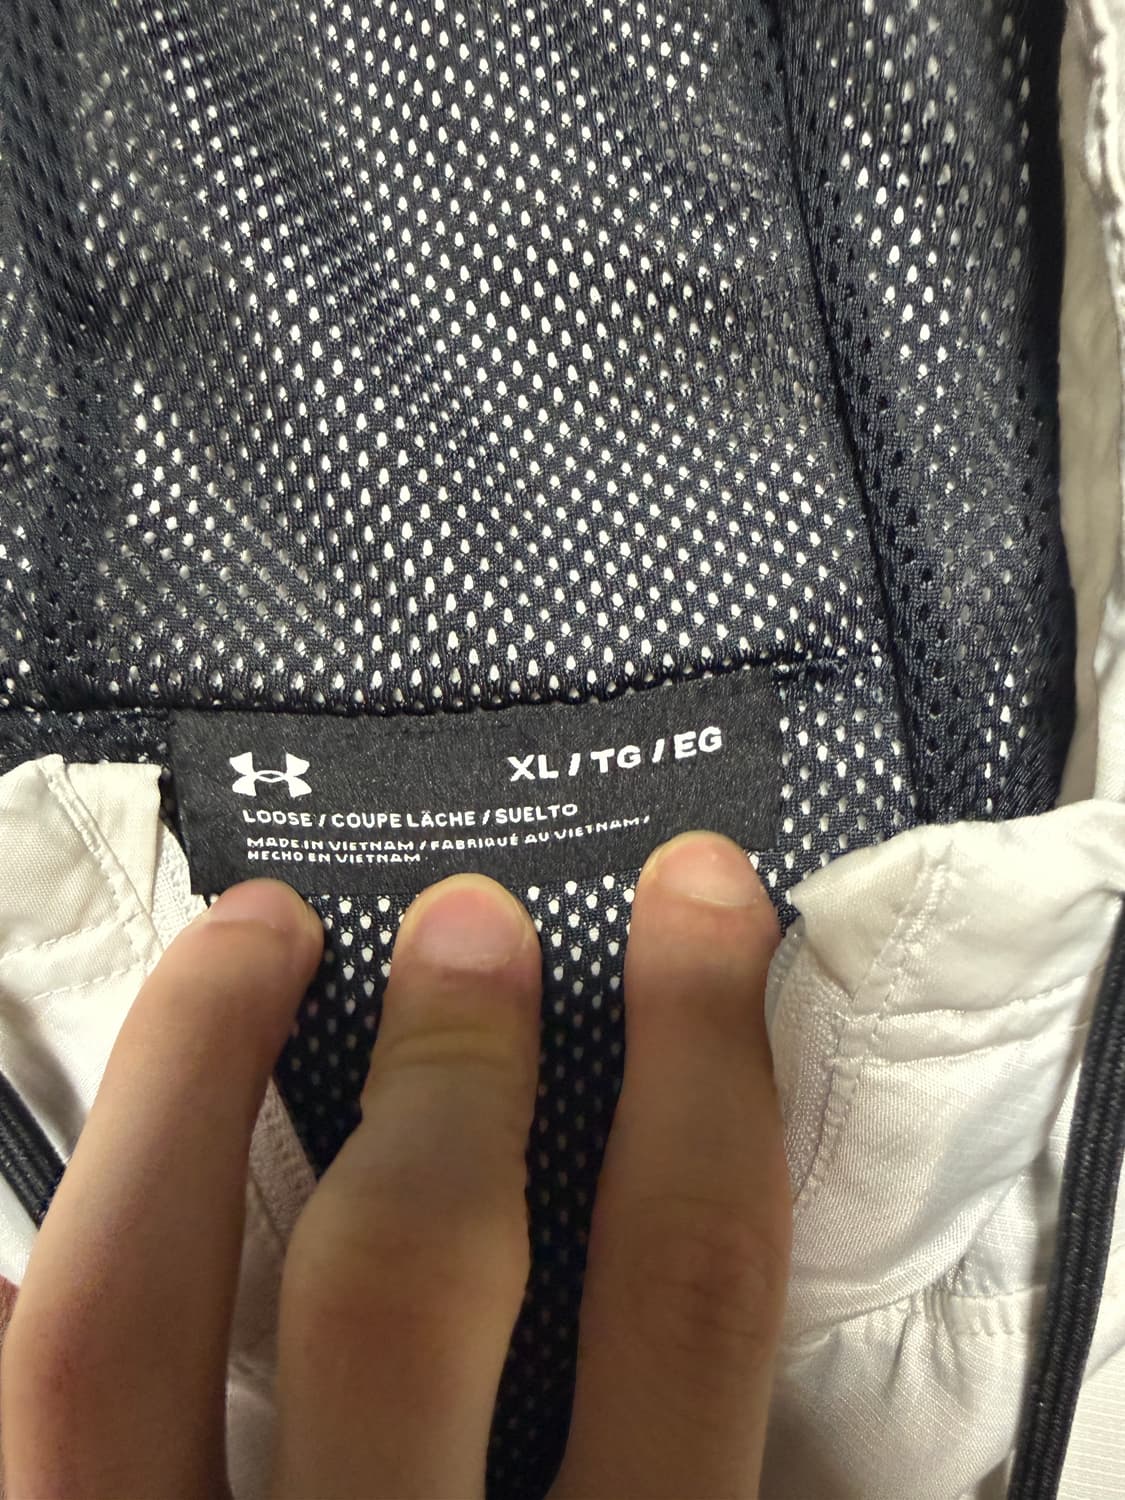 XL / TG / EG
LOOSE / COUPE LÂCHE / SUELTO
MADE IN VIETNAM / FABRIQUÉ AU VIETNAM /
HECHO EN VIETNAM